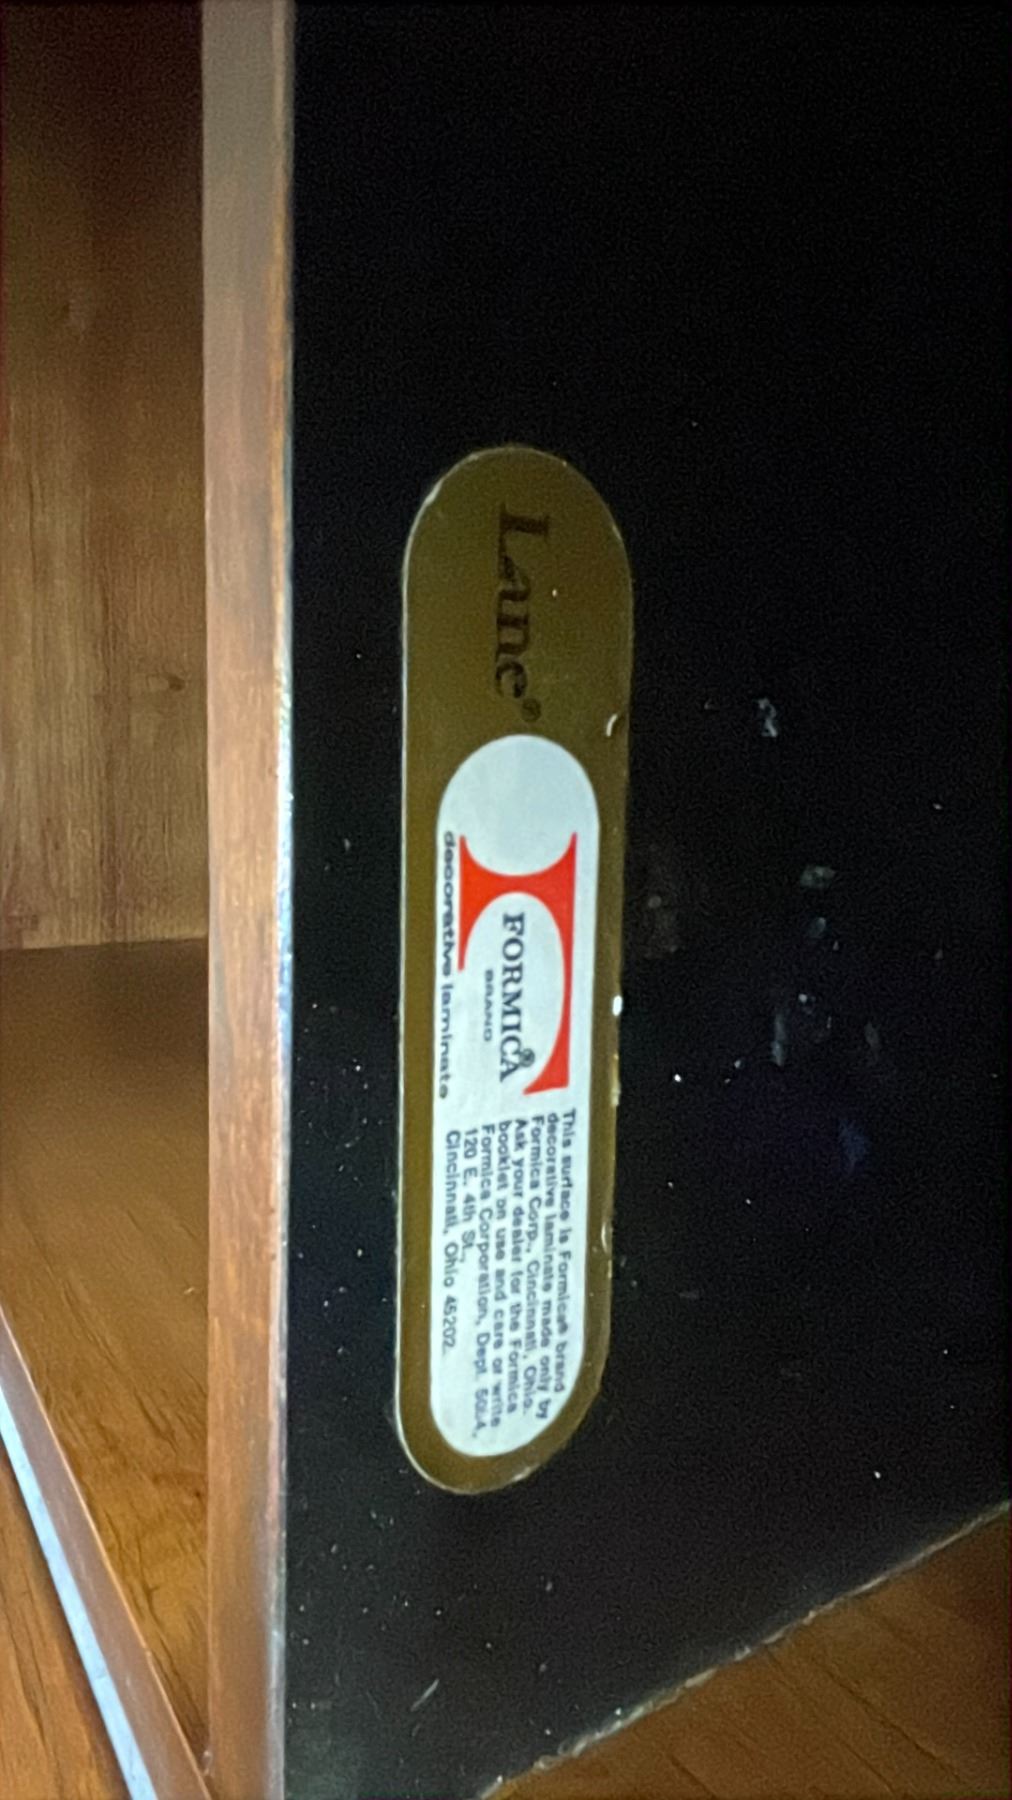 Lane®
FORMICA®
BRAND
decorative laminate
This surface is Formica® brand
decorative laminate made only by
Formica Corp., Cincinnati, Ohio.
Ask your dealer for the Formica
booklet on use and care or write
Formica Corporation, Dept.
120 E. 4th St.,
Cincinnati, Ohio 45202.